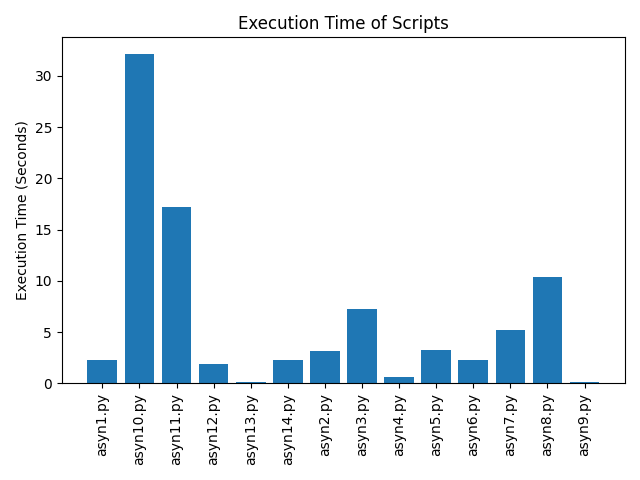 Execution Time of Scripts
Execution Time (Seconds)
30
25
20
15
10
5
0
asyn1.py
asyn10.py
asyn11.py
asyn12.py
asyn13.py
asyn14.py
asyn2.py
asyn3.py
asyn4.py
asyn5.py
asyn6.py
asyn7.py
asyn8.py
asyn9.py